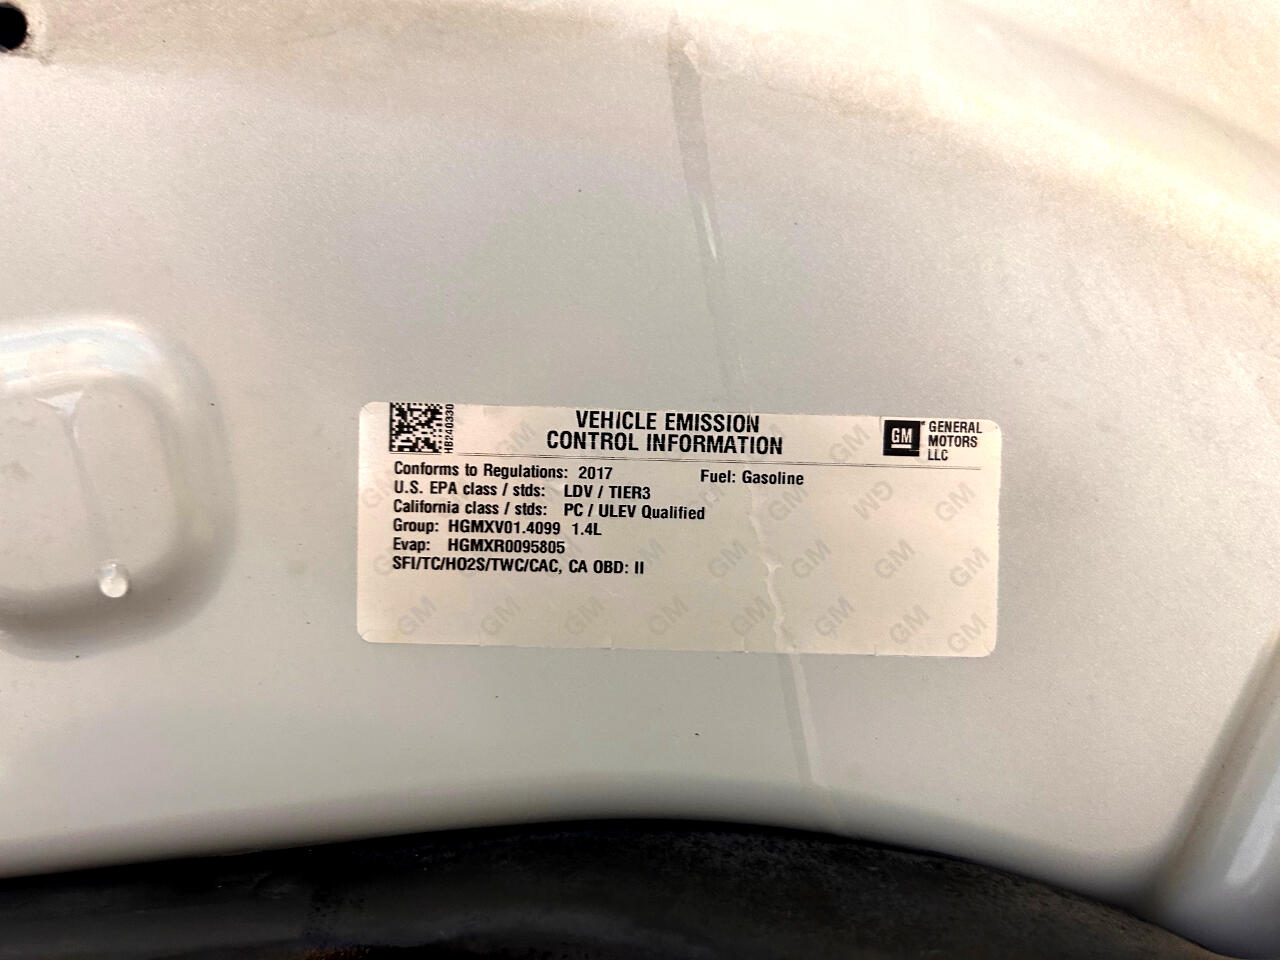 HB240330
VEHICLE EMISSION
CONTROL INFORMATION
GM
GENERAL
MOTORS
LLC
Conforms to Regulations: 2017 Fuel: Gasoline
U.S. EPA class / stds: LDV / TIER3
California class / stds: PC / ULEV Qualified
Group: HGMXV01.4099 1.4L
Evap: HGMXR0095805
SFI/TC/HO2S/TWC/CAC, CA OBD: II